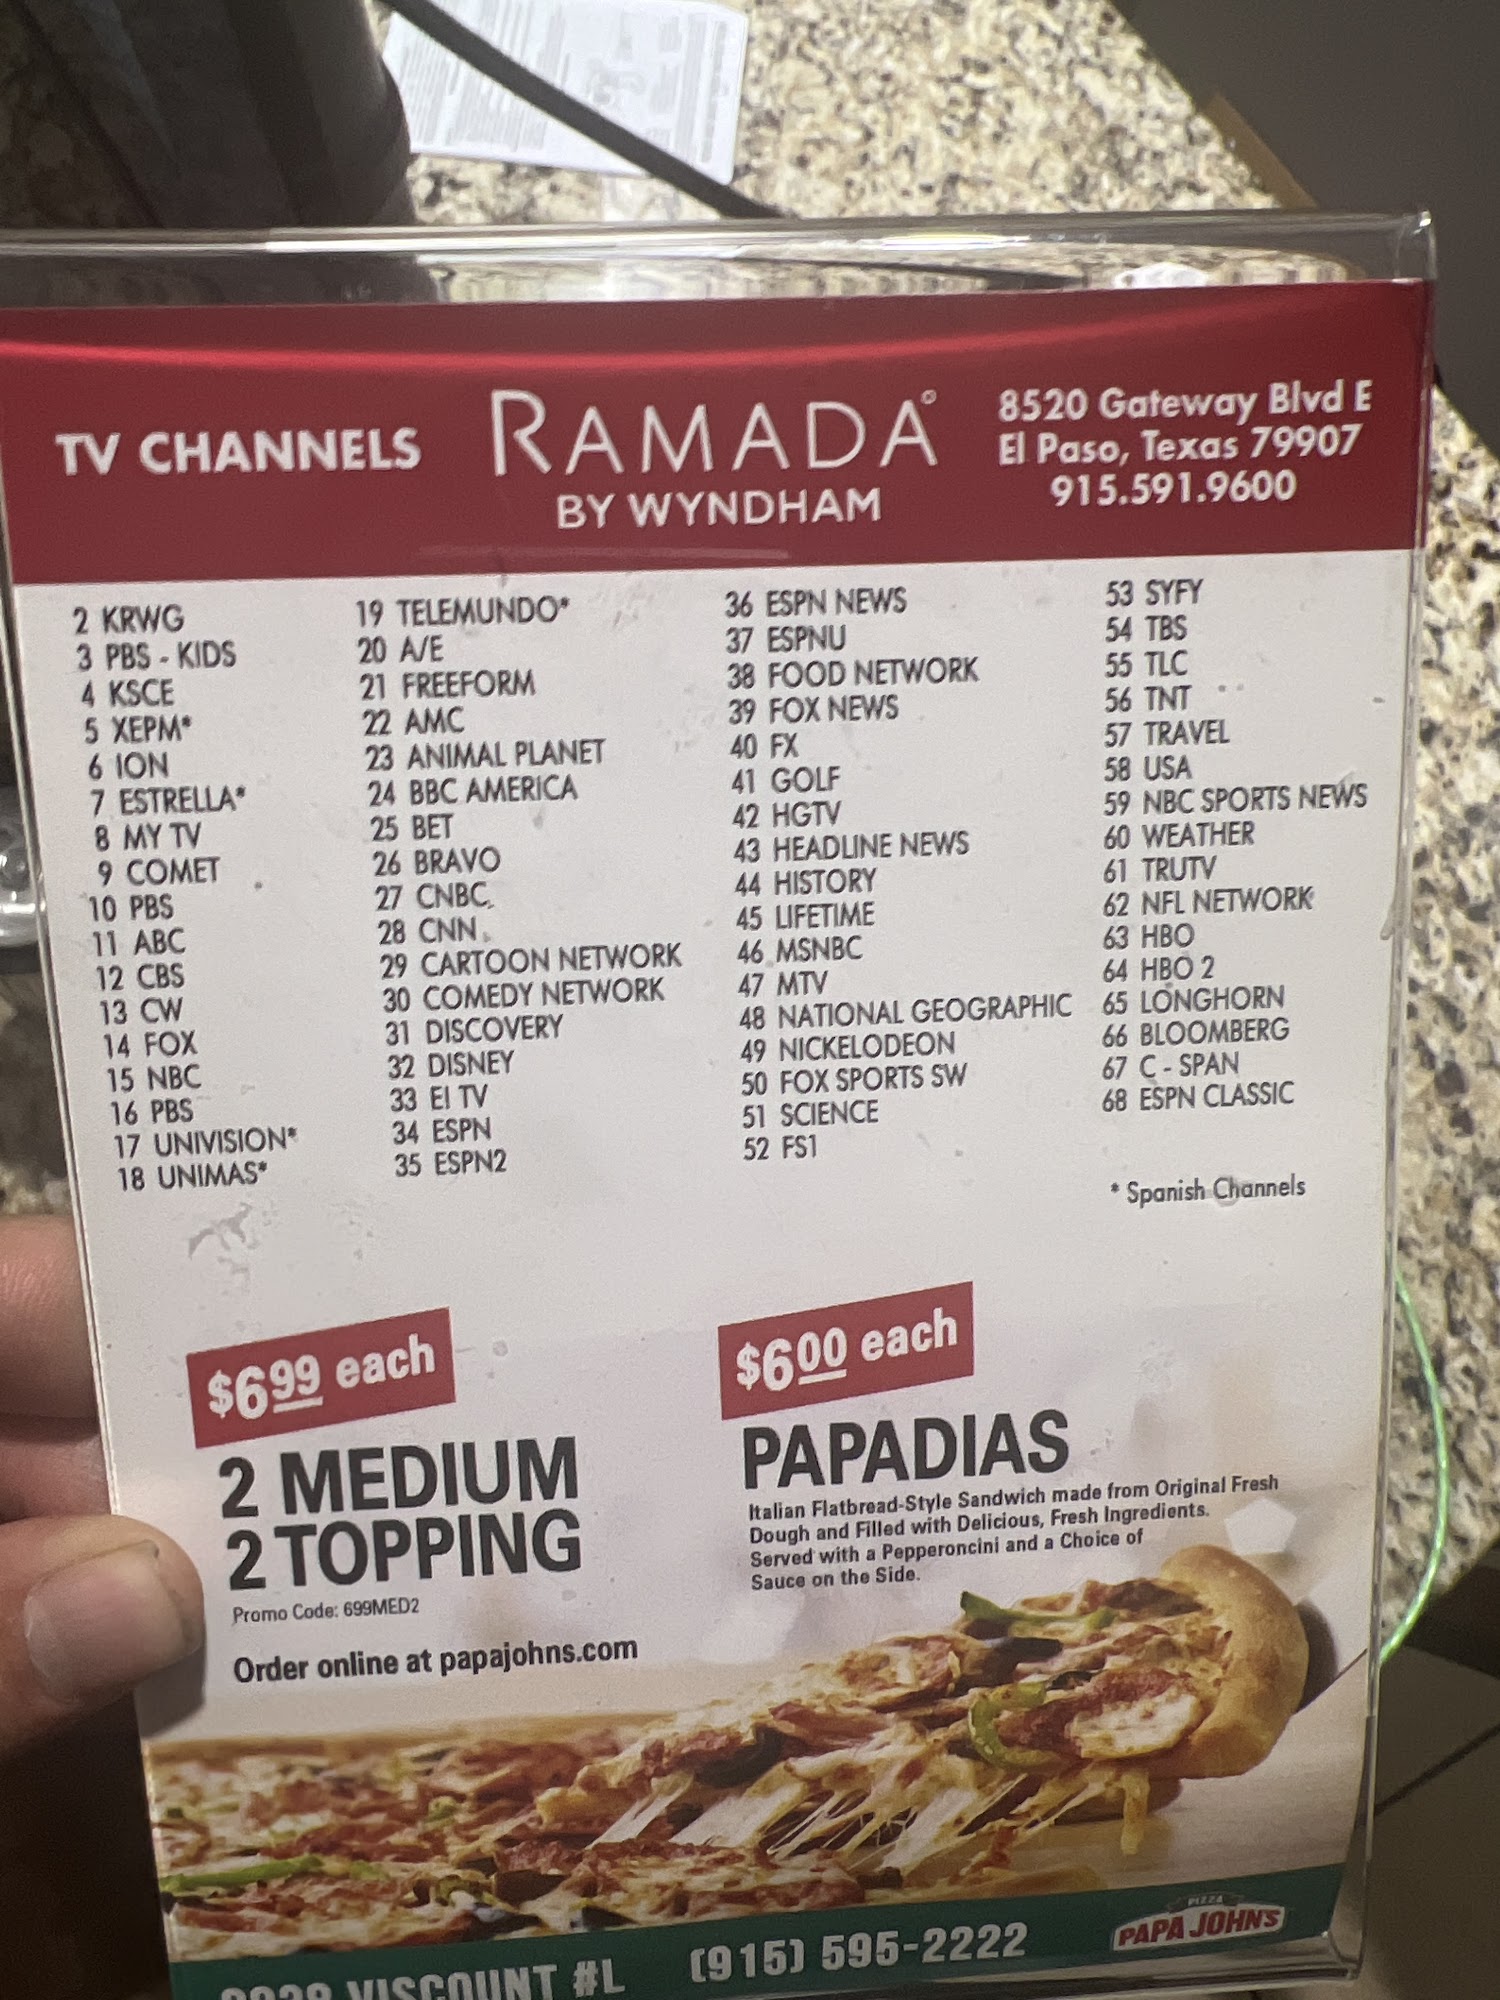 TV CHANNELS
RAMADA®
BY WYNDHAM
8520 Gateway Blvd E
El Paso, Texas 79907
915.591.9600
2 KRWG
3 PBS - KIDS
4 KSCE
5 XEPM*
6 ION
7 ESTRELLA*
8 MY TV
9 COMET
10 PBS
11 ABC
12 CBS
13 CW
14 FOX
15 NBC
16 PBS
17 UNIVISION*
18 UNIMAS*
19 TELEMUNDO*
20 A/E
21 FREEFORM
22 AMC
23 ANIMAL PLANET
24 BBC AMERICA
25 BET
26 BRAVO
27 CNBC
28 CNN
29 CARTOON NETWORK
30 COMEDY NETWORK
31 DISCOVERY
32 DISNEY
33 E! TV
34 ESPN
35 ESPN2
36 ESPN NEWS
37 ESPNU
38 FOOD NETWORK
39 FOX NEWS
40 FX
41 GOLF
42 HGTV
43 HEADLINE NEWS
44 HISTORY
45 LIFETIME
46 MSNBC
47 MTV
48 NATIONAL GEOGRAPHIC
49 NICKELODEON
50 FOX SPORTS SW
51 SCIENCE
52 FS1
53 SYFY
54 TBS
55 TLC
56 TNT
57 TRAVEL
58 USA
59 NBC SPORTS NEWS
60 WEATHER
61 TRUTV
62 NFL NETWORK
63 HBO
64 HBO 2
65 LONGHORN
66 BLOOMBERG
67 C - SPAN
68 ESPN CLASSIC
* Spanish Channels
$6.99 each
2 MEDIUM
2 TOPPING
Promo Code: 699MED2
Order online at papajohns.com
$6.00 each
PAPADIAS
Italian Flatbread-Style Sandwich made from Original Fresh
Dough and Filled with Delicious, Fresh Ingredients.
Served with a Pepperoncini and a Choice of
Sauce on the Side.
VISCOUNT #L (915) 595-2222
PIZZA
PAPA JOHN'S